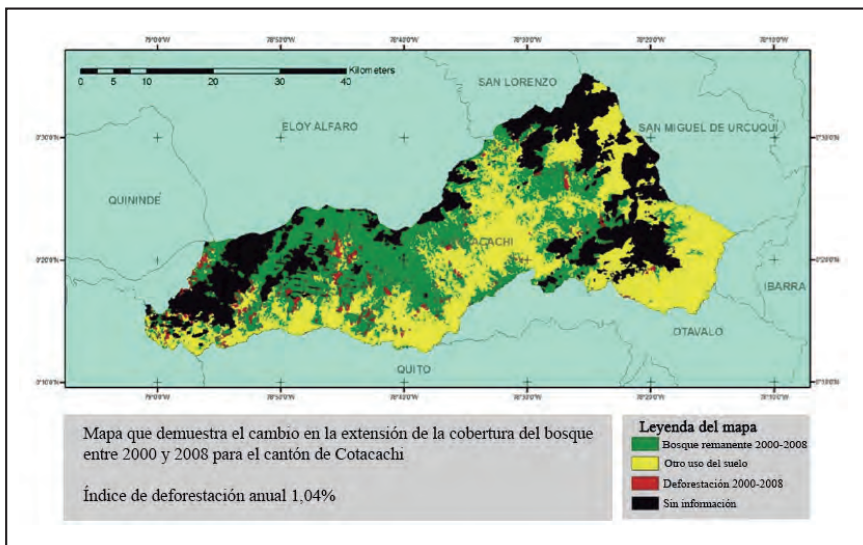 79°0'0"W 78°50'0"W 78°40'0"W 78°30'0"W 78°20'0"W 78°10'0"W
Kilometers
0 5 10 20 30 40
SAN LORENZO
ELOY ALFARO
SAN MIGUEL DE URCUQUI
0°30'0"N 0°30'0"N
QUININDÉ
CACHI
0°20'0"N 0°20'0"N
IBARRA
OTAVALO
QUITO
0°10'0"N 0°10'0"N
79°0'0"W 78°50'0"W 78°40'0"W 78°30'0"W 78°20'0"W 78°10'0"W
Mapa que demuestra el cambio en la extensión de la cobertura del bosque
entre 2000 y 2008 para el cantón de Cotacachi
Índice de deforestación anual 1,04%
Leyenda del mapa
Bosque remanente 2000-2008
Otro uso del suelo
Deforestación 2000-2008
Sin información